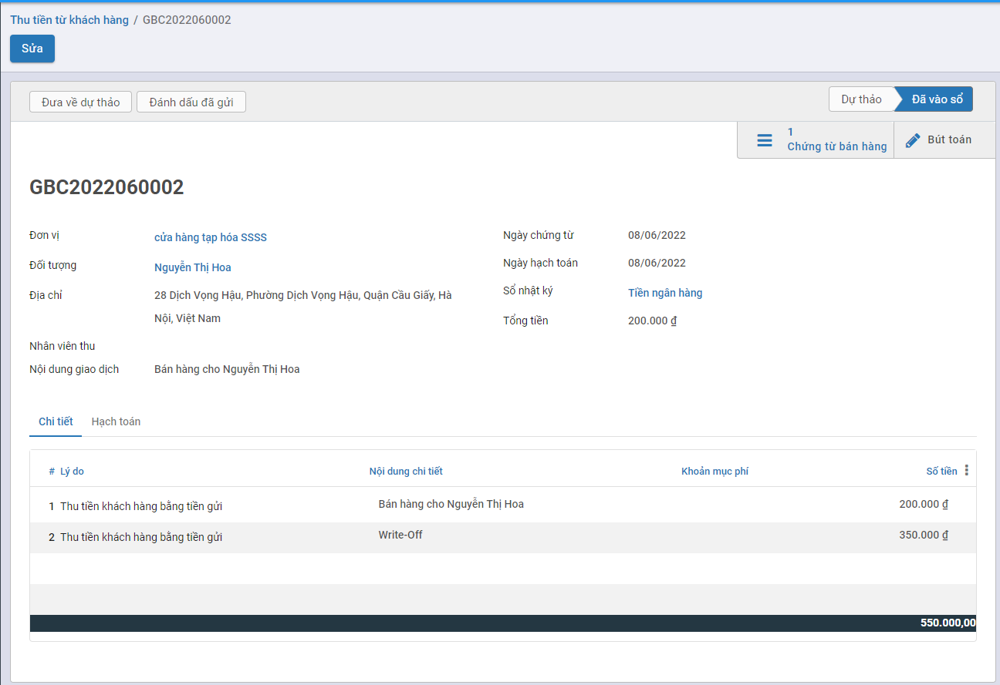 Thu tiền từ khách hàng / GBC2022060002
Sửa
Đưa về dự thảo
Đánh dấu đã gửi
Dự thảo
Đã vào sổ
1
Chứng từ bán hàng
Bút toán
GBC2022060002
Đơn vị
cửa hàng tạp hóa SSSS
Đối tượng
Nguyễn Thị Hoa
Địa chỉ
28 Dịch Vọng Hậu, Phường Dịch Vọng Hậu, Quận Cầu Giấy, Hà
Nội, Việt Nam
Nhân viên thu
Nội dung giao dịch
Bán hàng cho Nguyễn Thị Hoa
Ngày chứng từ
08/06/2022
Ngày hạch toán
08/06/2022
Sổ nhật ký
Tiền ngân hàng
Tổng tiền
200.000 ₫
Chi tiết
Hạch toán
# Lý do Nội dung chi tiết Khoản mục phí Số tiền
1 Thu tiền khách hàng bằng tiền gửi Bán hàng cho Nguyễn Thị Hoa 200.000 ₫
2 Thu tiền khách hàng bằng tiền gửi Write-Off 350.000 ₫
550.000,00